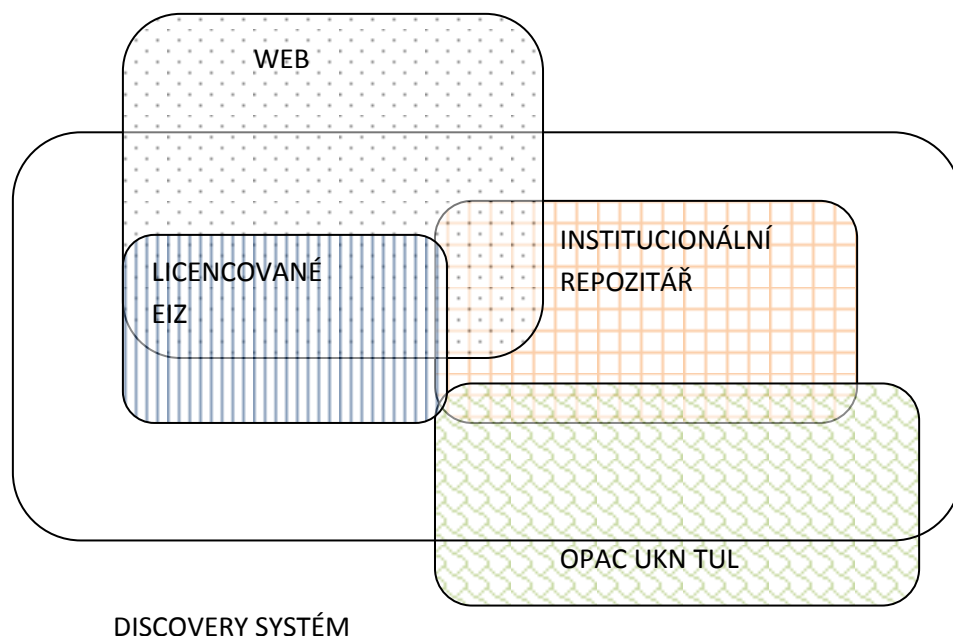 WEB
INSTITUCIONÁLNÍ
REPOZITÁŘ
LICENCOVANÉ
EIZ
OPAC UKN TUL
DISCOVERY SYSTÉM